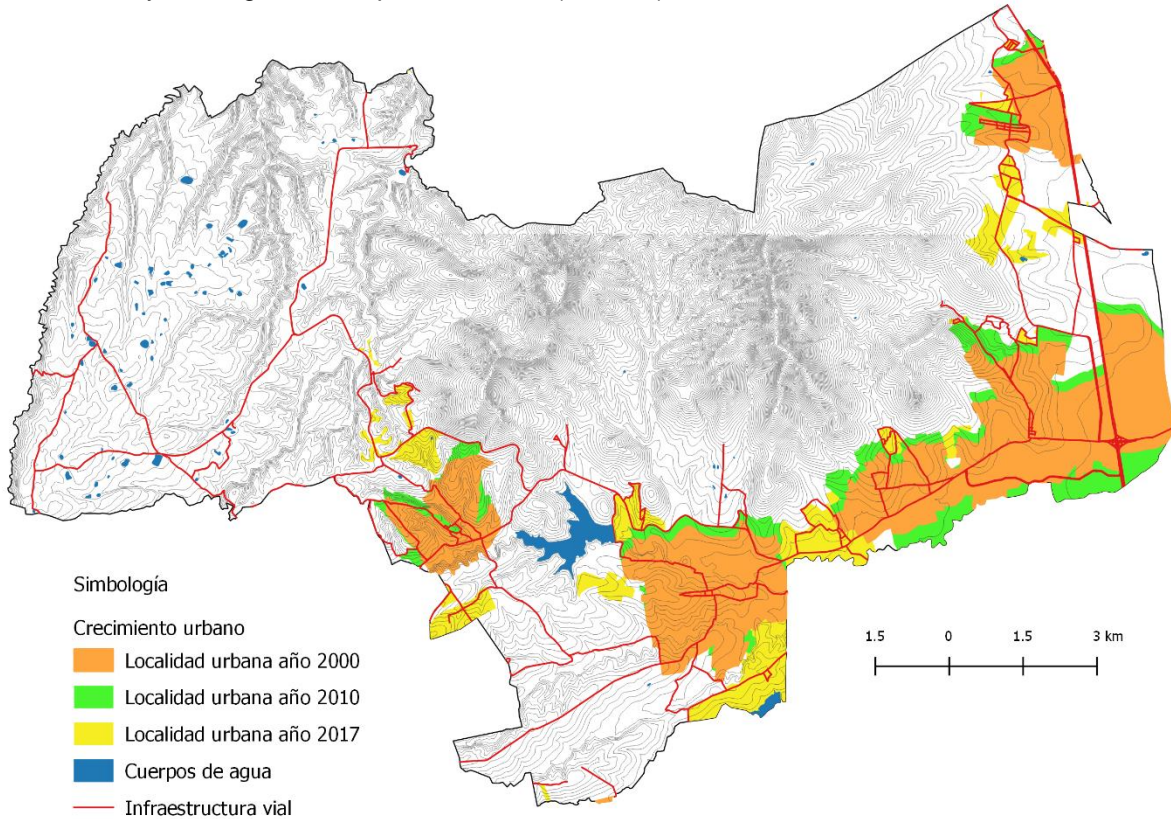 Simbología
Crecimiento urbano
Localidad urbana año 2000
Localidad urbana año 2010
Localidad urbana año 2017
Cuerpos de agua
Infraestructura vial
1.5 0 1.5 3 km